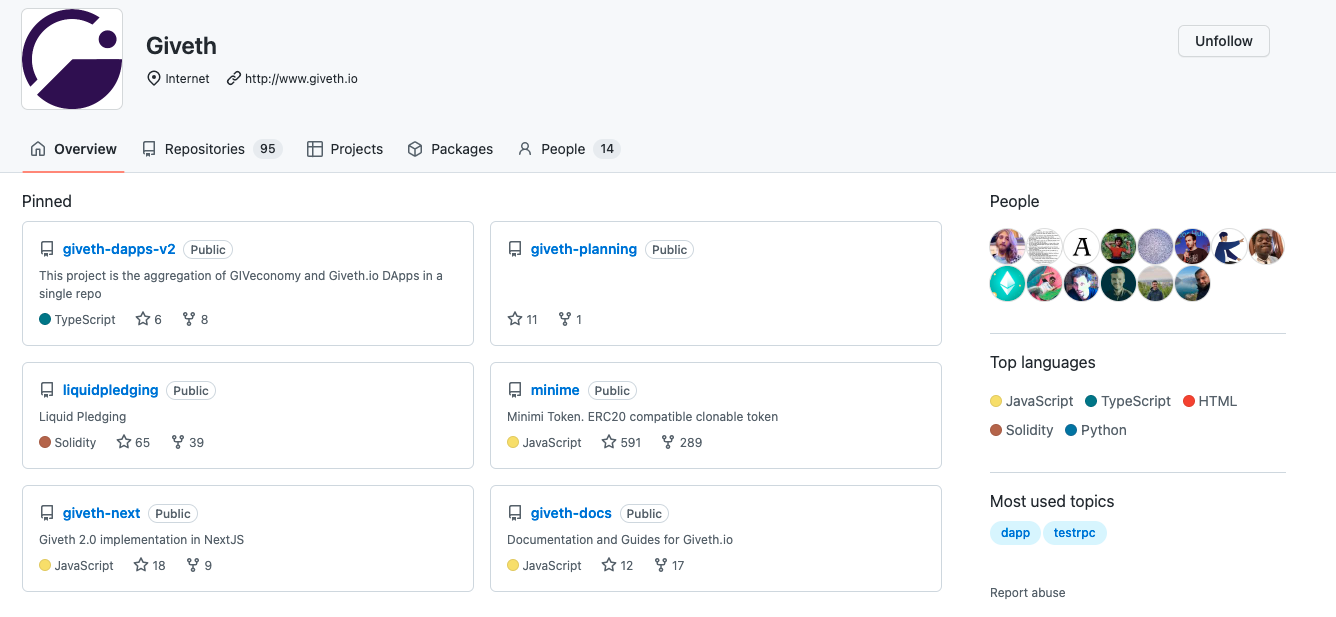 Giveth
Internet http://www.giveth.io
Unfollow
Overview Repositories 95 Projects Packages People 14
Pinned
giveth-dapps-v2 Public
This project is the aggregation of GIVeconomy and Giveth.io DApps in a
single repo
TypeScript 6 8
giveth-planning Public
11 1
liquidpledging Public
Liquid Pledging
Solidity 65 39
minime Public
Minimi Token. ERC20 compatible clonable token
JavaScript 591 289
giveth-next Public
Giveth 2.0 implementation in NextJS
JavaScript 18 9
giveth-docs Public
Documentation and Guides for Giveth.io
JavaScript 12 17
People
A
Top languages
JavaScript TypeScript HTML
Solidity Python
Most used topics
dapp testrpc
Report abuse